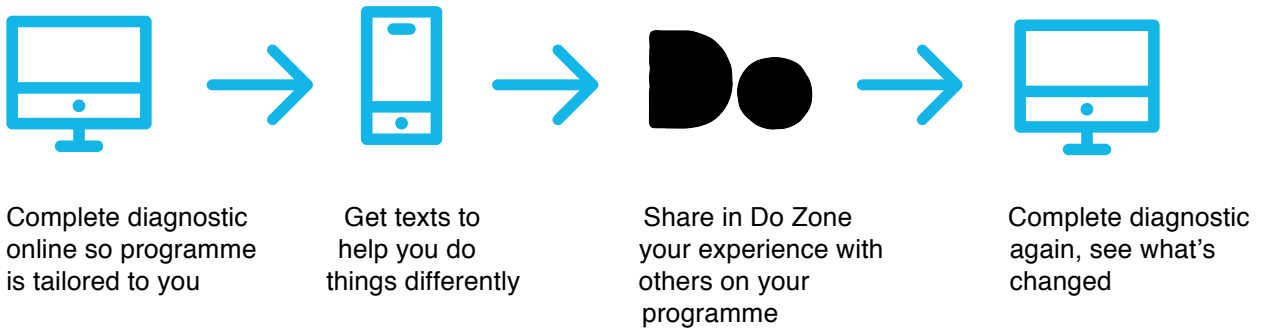 Do
Complete diagnostic
online so programme
is tailored to you
Get texts to
help you do
things differently
Share in Do Zone
your experience with
others on your
programme
Complete diagnostic
again, see what's
changed